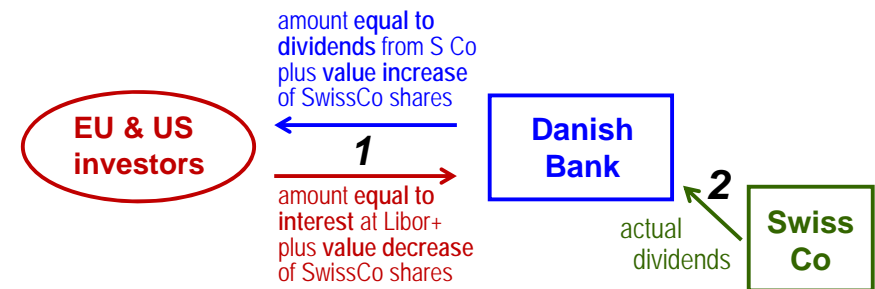 amount equal to
dividends from S Co
plus value increase
of SwissCo shares
EU & US
investors
1
Danish
Bank
amount equal to
interest at Libor+
plus value decrease
of SwissCo shares
2
actual
dividends
Swiss
Co